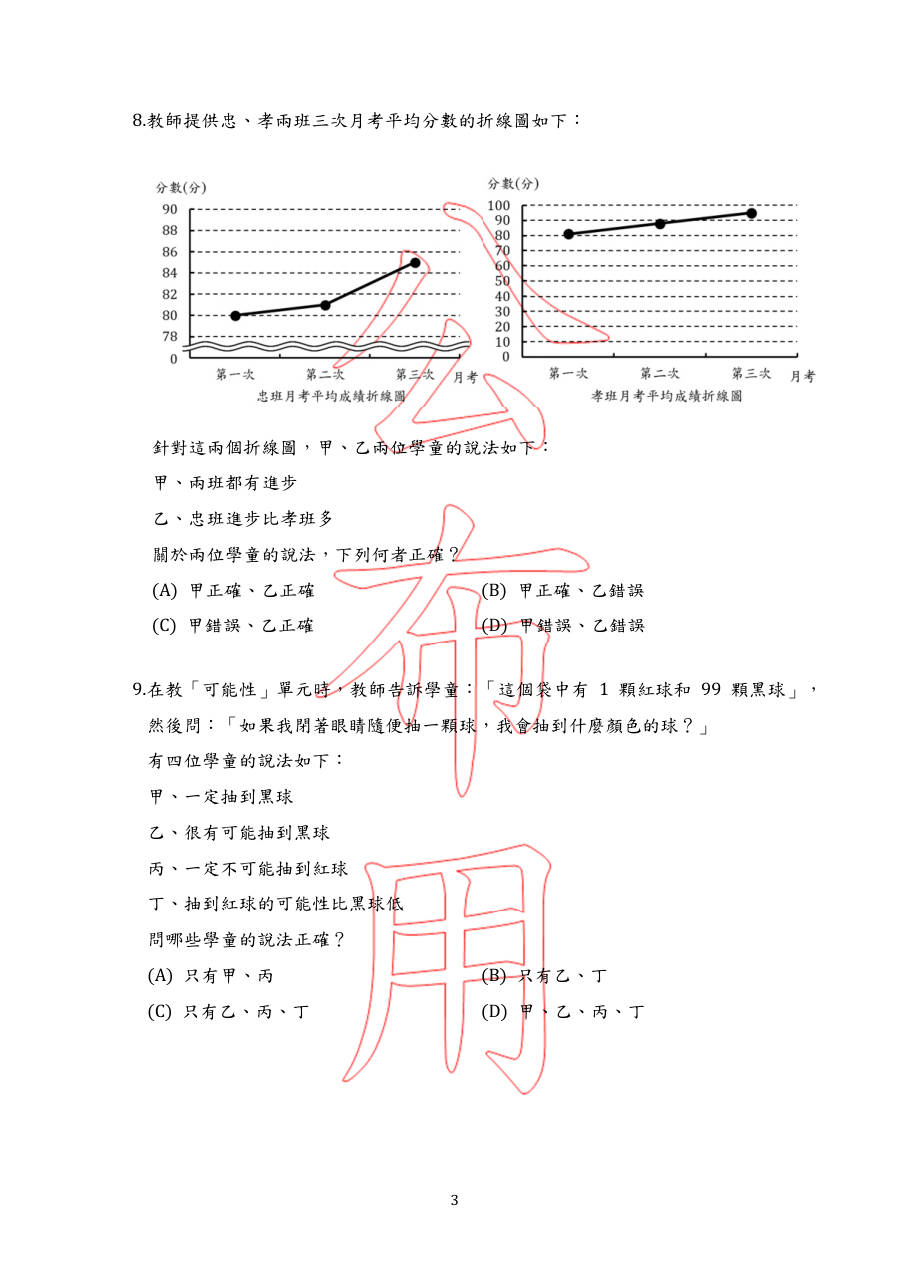 8.教師提供忠、孝兩班三次月考平均分數的折線圖如下：
分數(分)
90
88
86
84
82
80
78
0
第一次 第二次 第三次 月考
忠班月考平均成績折線圖
分數(分)
100
90
80
70
60
50
40
30
20
10
0
第一次 第二次 第三次 月考
孝班月考平均成績折線圖
針對這兩個折線圖，甲、乙兩位學童的說法如下：
甲、兩班都有進步
乙、忠班進步比孝班多
關於兩位學童的說法，下列何者正確？
(A) 甲正確、乙正確 (B) 甲正確、乙錯誤
(C) 甲錯誤、乙正確 (D) 甲錯誤、乙錯誤
9.在教「可能性」單元時，教師告訴學童：「這個袋中有 1 顆紅球和 99 顆黑球」，
然後問：「如果我閉著眼睛隨便抽一顆球，我會抽到什麼顏色的球？」
有四位學童的說法如下：
甲、一定抽到黑球
乙、很有可能抽到黑球
丙、一定不可能抽到紅球
丁、抽到紅球的可能性比黑球低
問哪些學童的說法正確？
(A) 只有甲、丙 (B) 只有乙、丁
(C) 只有乙、丙、丁 (D) 甲、乙、丙、丁
公布用
3